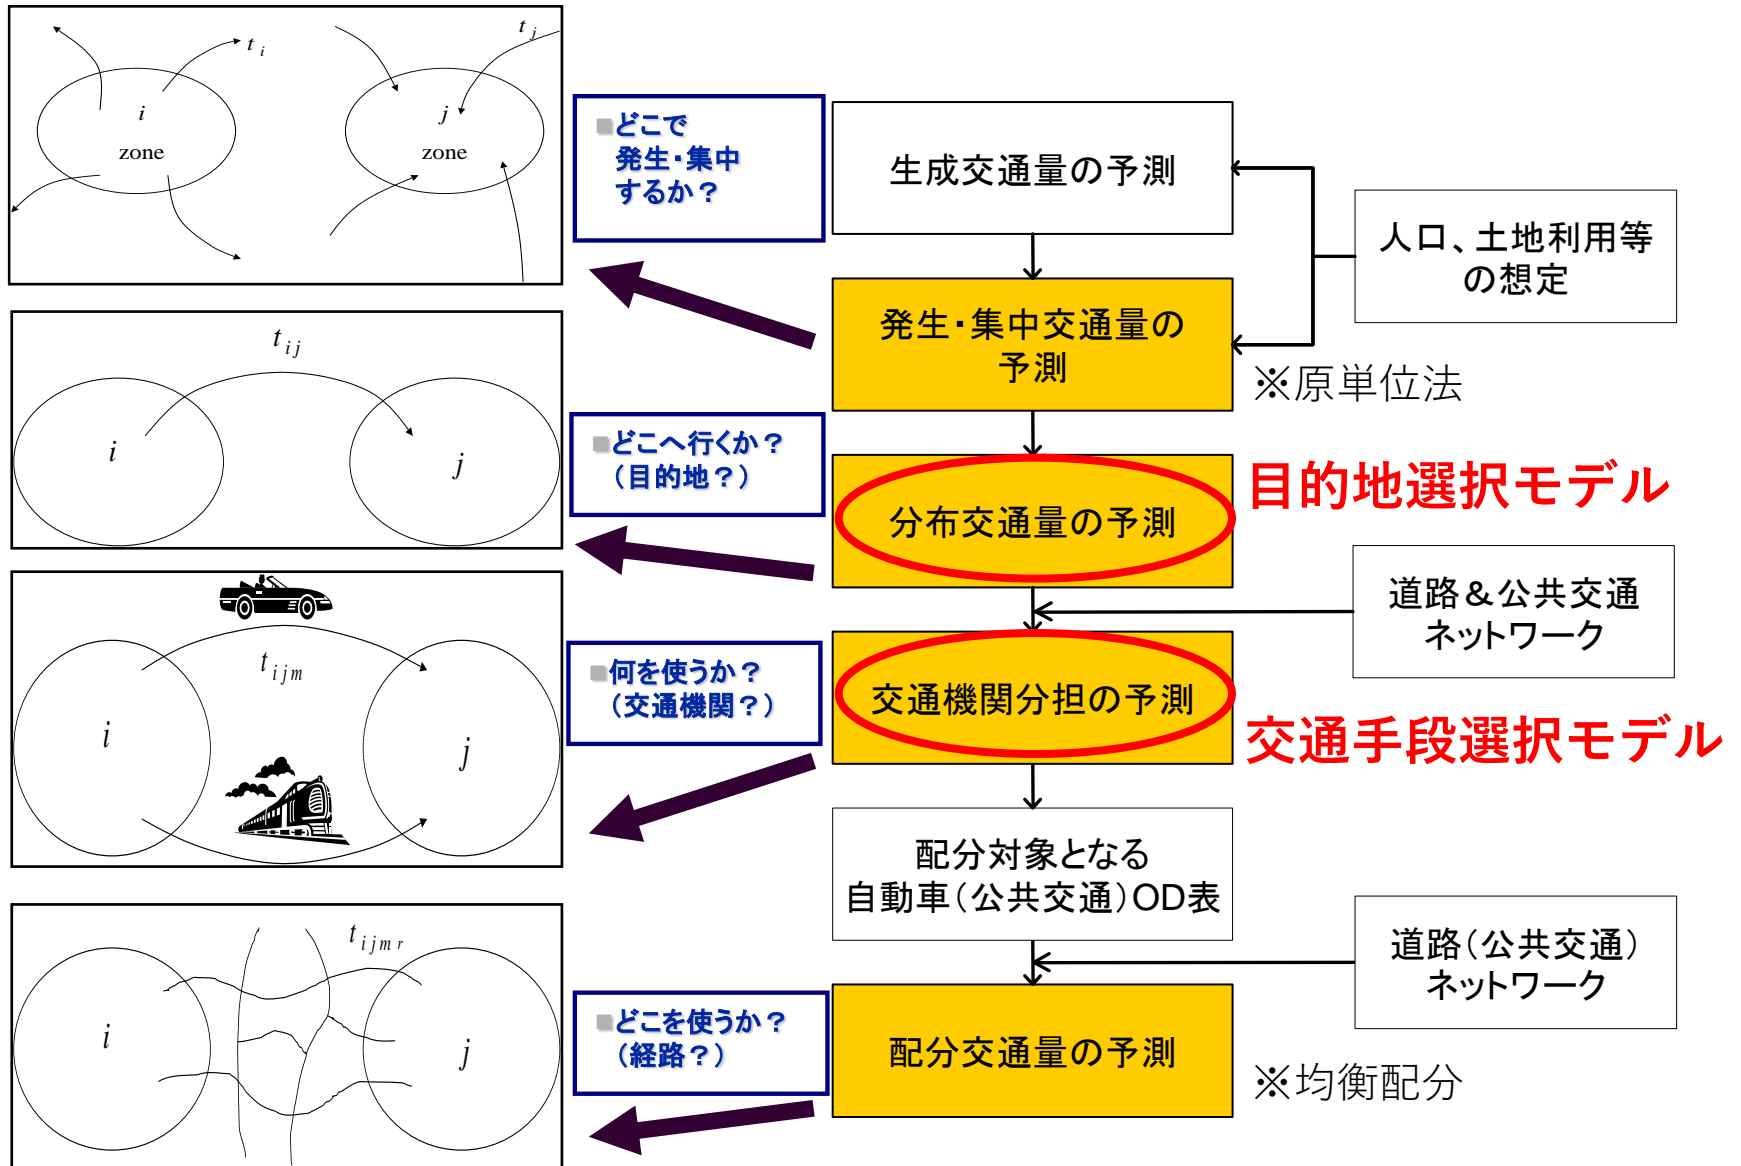 t i
t j
i
zone
j
zone
■どこで
発生・集中
するか？
生成交通量の予測
人口、土地利用等
の想定
発生・集中交通量の
予測
※原単位法
t ij
i
j
■どこへ行くか？
（目的地？）
分布交通量の予測
目的地選択モデル
道路＆公共交通
ネットワーク
t ijm
i
j
■何を使うか？
（交通機関？）
交通機関分担の予測
交通手段選択モデル
配分対象となる
自動車（公共交通）OD表
道路（公共交通）
ネットワーク
t ijm r
i
j
■どこを使うか？
（経路？）
配分交通量の予測
※均衡配分